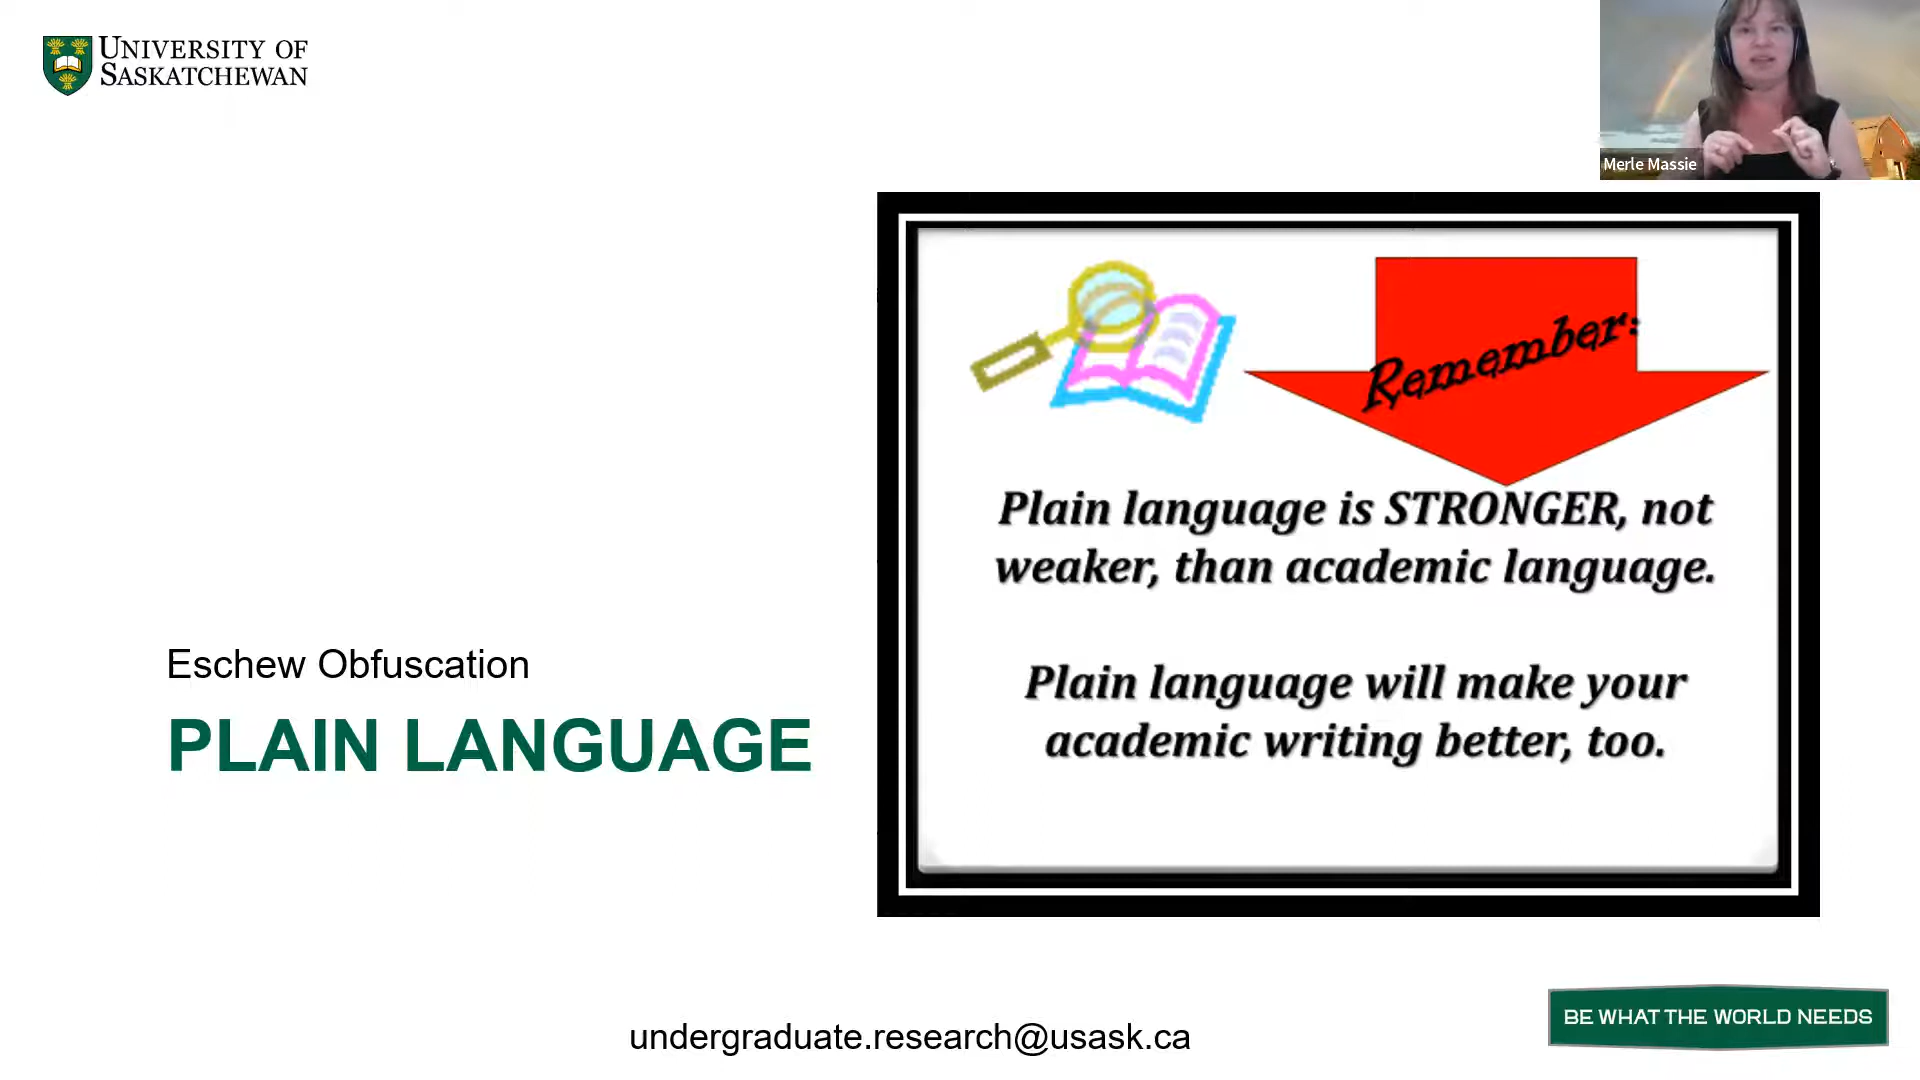 UNIVERSITY OF
SASKATCHEWAN
Merle Massie
Remember:
Plain language is STRONGER, not
weaker, than academic language.
Plain language will make your
academic writing better, too.
Eschew Obfuscation
PLAIN LANGUAGE
undergraduate.research@usask.ca
BE WHAT THE WORLD NEEDS